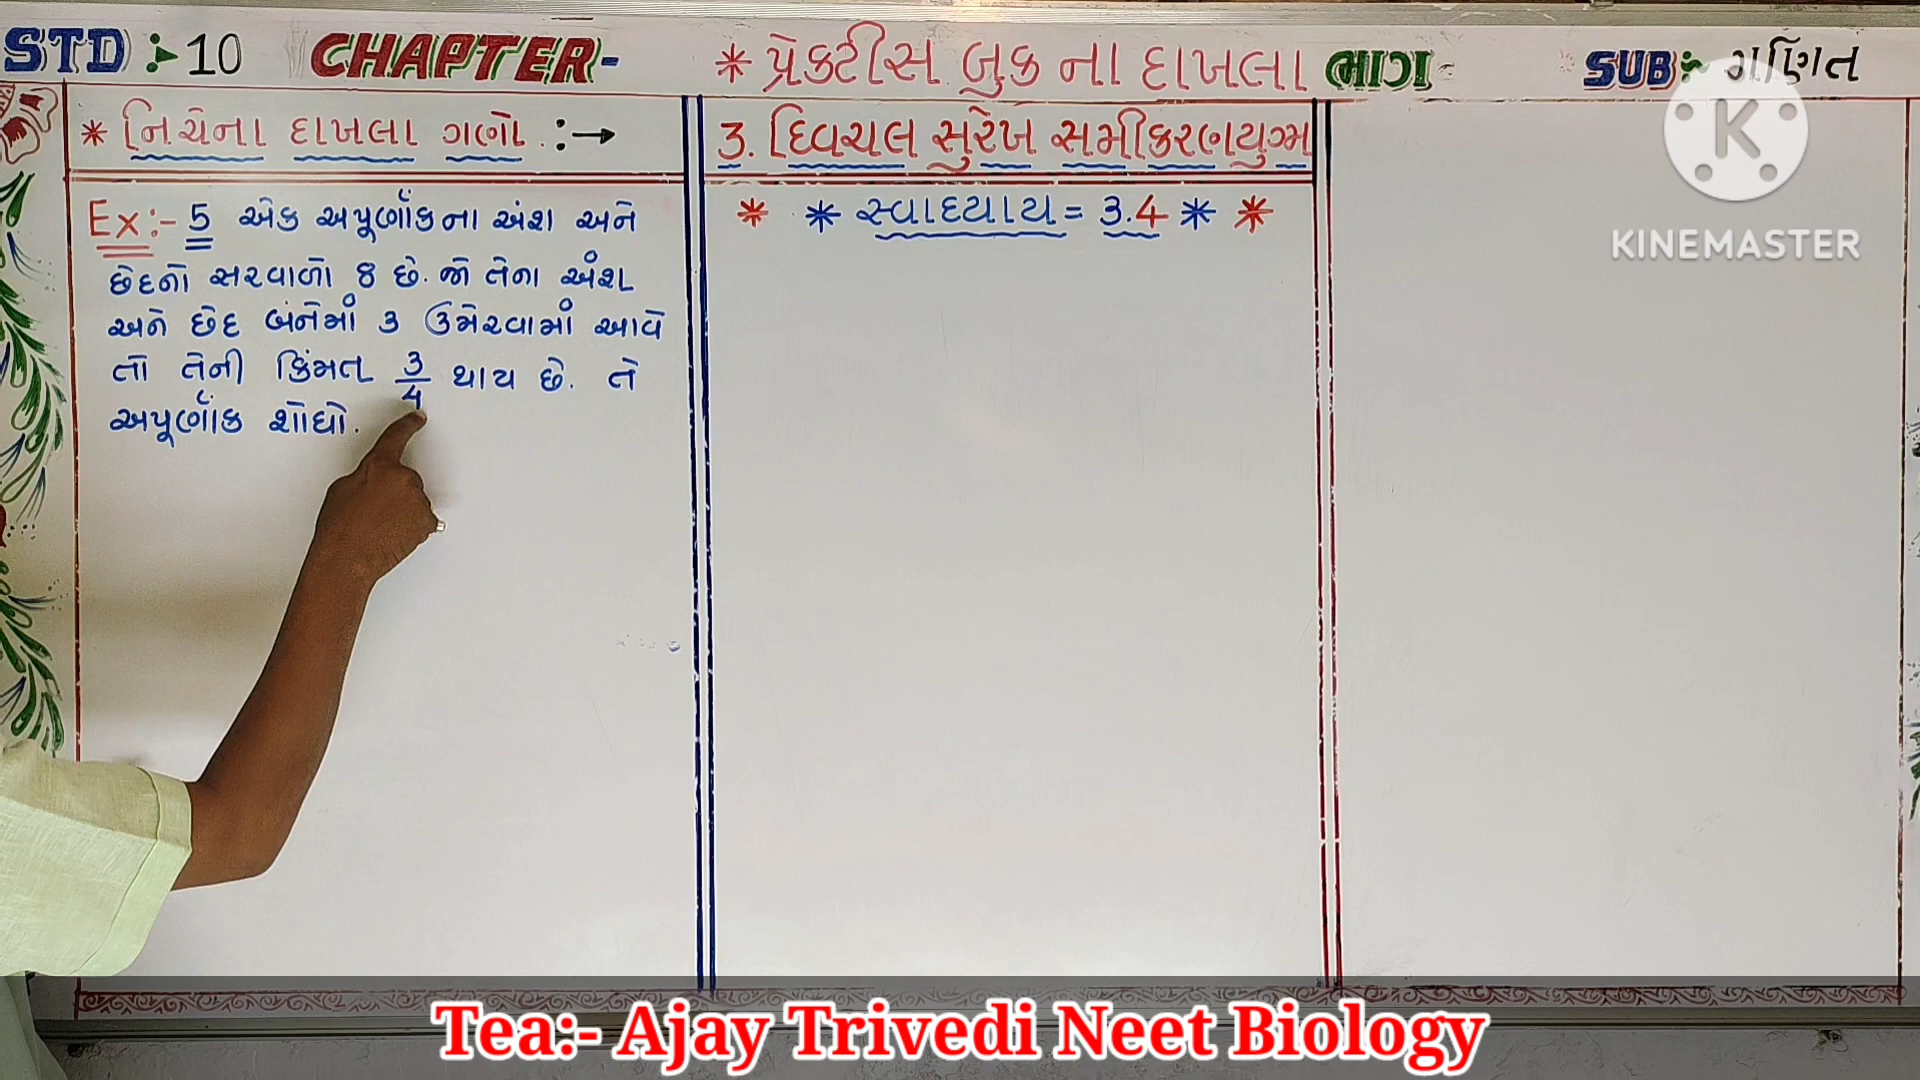 STD :- 10 CHAPTER- * પ્રેક્ટીસ બુક ના દાખલા ભાગ - SUB:- ગણિત
* નિચેના દાખલા ગણો. :→
3. દ્વિચલ સુરેખ સમીકરણયુગ્મ
* * સ્વાધ્યાય = 3.4 * *
Ex:- 5 એક અપૂર્ણાંકના અંશ અને
છેદનો સરવાળો 8 છે. જો તેના અંશ
અને છેદ બંનેમાં 3 ઉમેરવામાં આવે
તો તેની કિંમત 3/4 થાય છે. તે
અપૂર્ણાંક શોધો.
K
KINEMASTER
Tea:- Ajay Trivedi Neet Biology